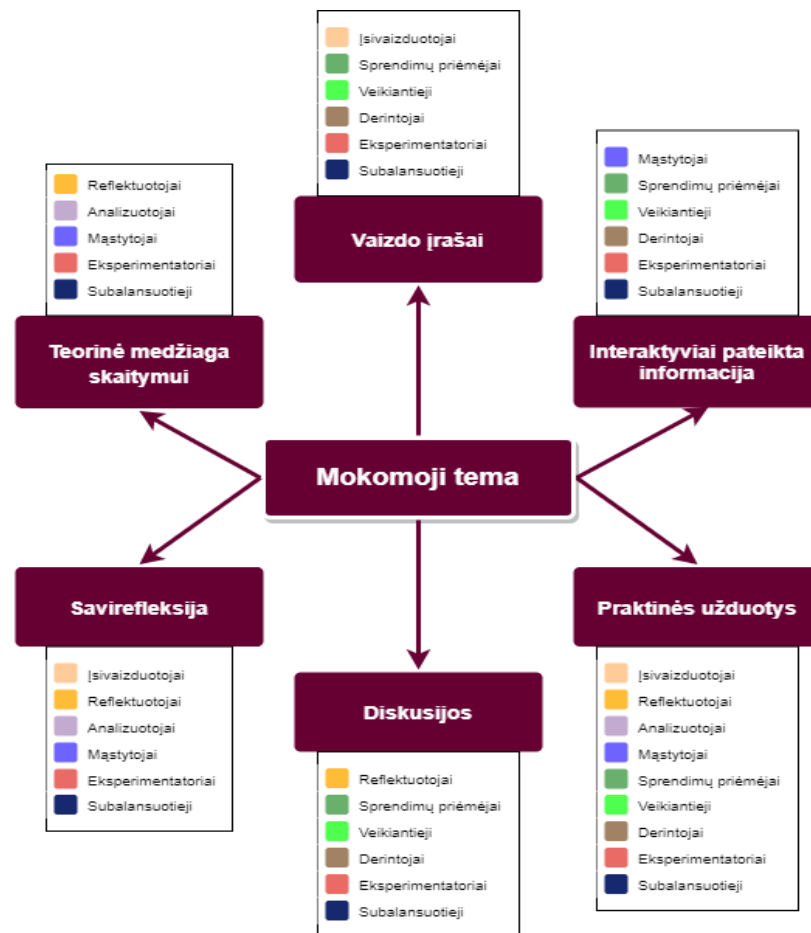 Įsivaizduotojai
Sprendimų priėmėjai
Veikiantieji
Derintojai
Eksperimentatoriai
Subalansuotieji
Vaizdo įrašai
Reflektuotojai
Analizuotojai
Mąstytojai
Eksperimentatoriai
Subalansuotieji
Teorinė medžiaga
skaitymui
Mąstytojai
Sprendimų priėmėjai
Veikiantieji
Derintojai
Eksperimentatoriai
Subalansuotieji
Interaktyviai pateikta
informacija
Mokomoji tema
Savirefleksija
Įsivaizduotojai
Reflektuotojai
Analizuotojai
Mąstytojai
Eksperimentatoriai
Subalansuotieji
Diskusijos
Reflektuotojai
Sprendimų priėmėjai
Veikiantieji
Derintojai
Eksperimentatoriai
Subalansuotieji
Praktinės užduotys
Įsivaizduotojai
Reflektuotojai
Analizuotojai
Mąstytojai
Sprendimų priėmėjai
Veikiantieji
Derintojai
Eksperimentatoriai
Subalansuotieji